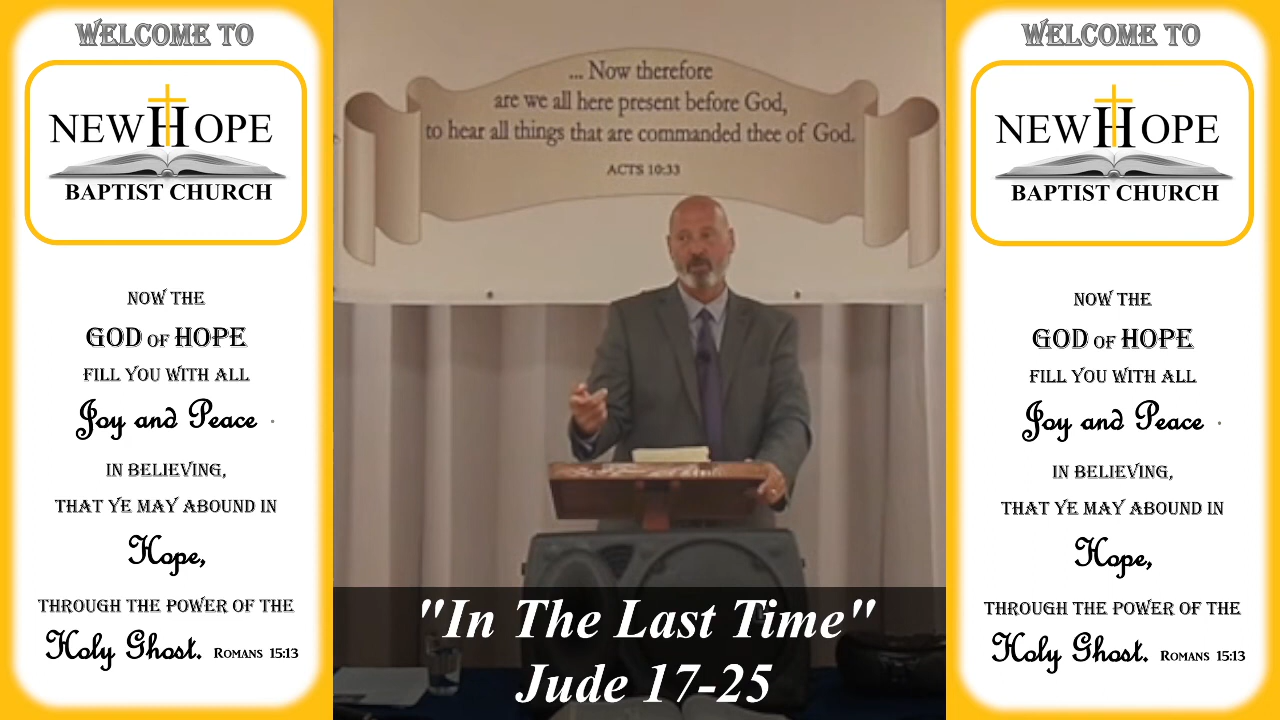 WELCOME TO
NEW HOPE
BAPTIST CHURCH
NOW THE
GOD OF HOPE
FILL YOU WITH ALL
Joy and Peace
IN BELIEVING,
THAT YE MAY ABOUND IN
Hope,
THROUGH THE POWER OF THE
Holy Ghost. ROMANS 15:13
... Now therefore
are we all here present before God,
to hear all things that are commanded thee of God.
ACTS 10:33
"In The Last Time"
Jude 17-25
WELCOME TO
NEW HOPE
BAPTIST CHURCH
NOW THE
GOD OF HOPE
FILL YOU WITH ALL
Joy and Peace
IN BELIEVING,
THAT YE MAY ABOUND IN
Hope,
THROUGH THE POWER OF THE
Holy Ghost. ROMANS 15:13